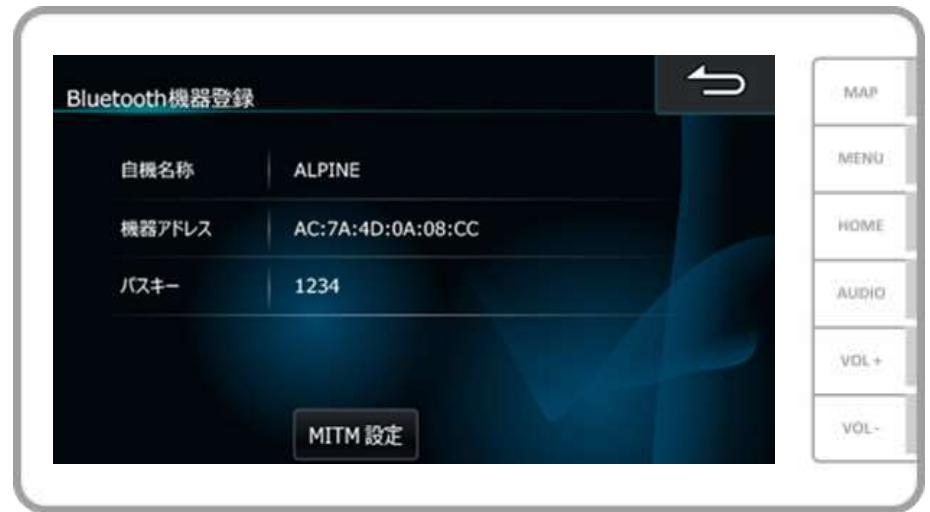 Bluetooth機器登録
自機名称 ALPINE
機器アドレス AC:7A:4D:0A:08:CC
パスキー 1234
MITM 設定
MAP
MENU
HOME
AUDIO
VOL +
VOL -